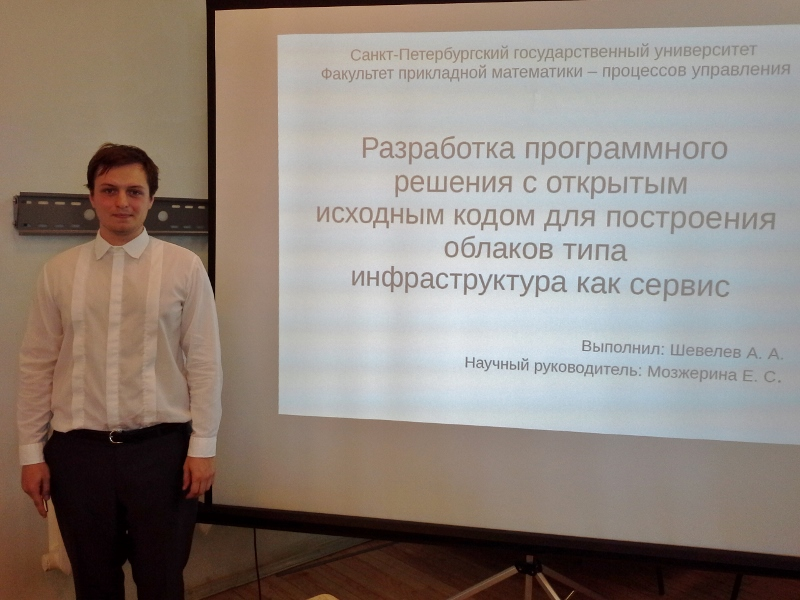 Санкт-Петербургский государственный университет
Факультет прикладной математики – процессов управления
Разработка программного
решения с открытым
исходным кодом для построения
облаков типа
инфраструктура как сервис
Выполнил: Шевелев А. А.
Научный руководитель: Мозжерина Е. С.